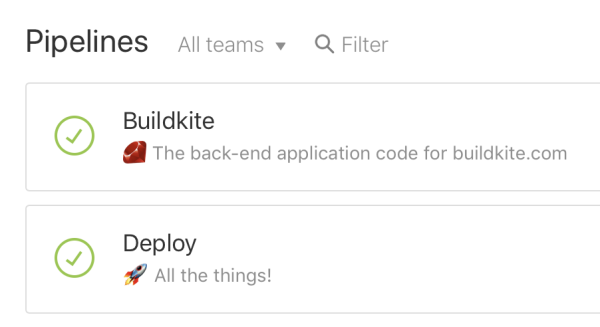 Pipelines All teams ▼ Filter
Buildkite
The back-end application code for buildkite.com
Deploy
🚀 All the things!